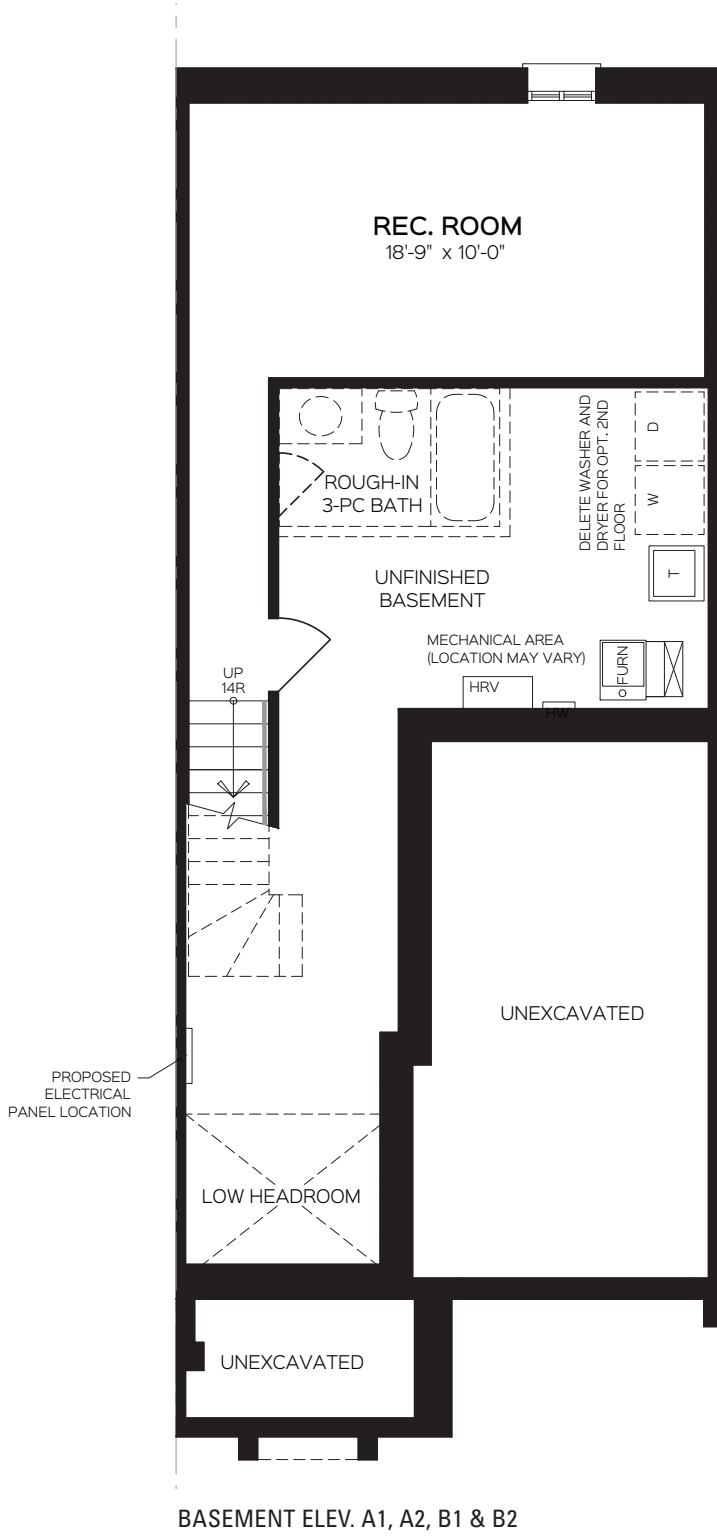 REC. ROOM
18'-9" x 10'-0"
DELETE WASHER AND
DRYER FOR OPT. 2ND
FLOOR
D
W
T
ROUGH-IN
3-PC BATH
UNFINISHED
BASEMENT
MECHANICAL AREA
(LOCATION MAY VARY)
FURN
HRV
HW
UP
14R
UNEXCAVATED
PROPOSED
ELECTRICAL
PANEL LOCATION
LOW HEADROOM
UNEXCAVATED
BASEMENT ELEV. A1, A2, B1 & B2